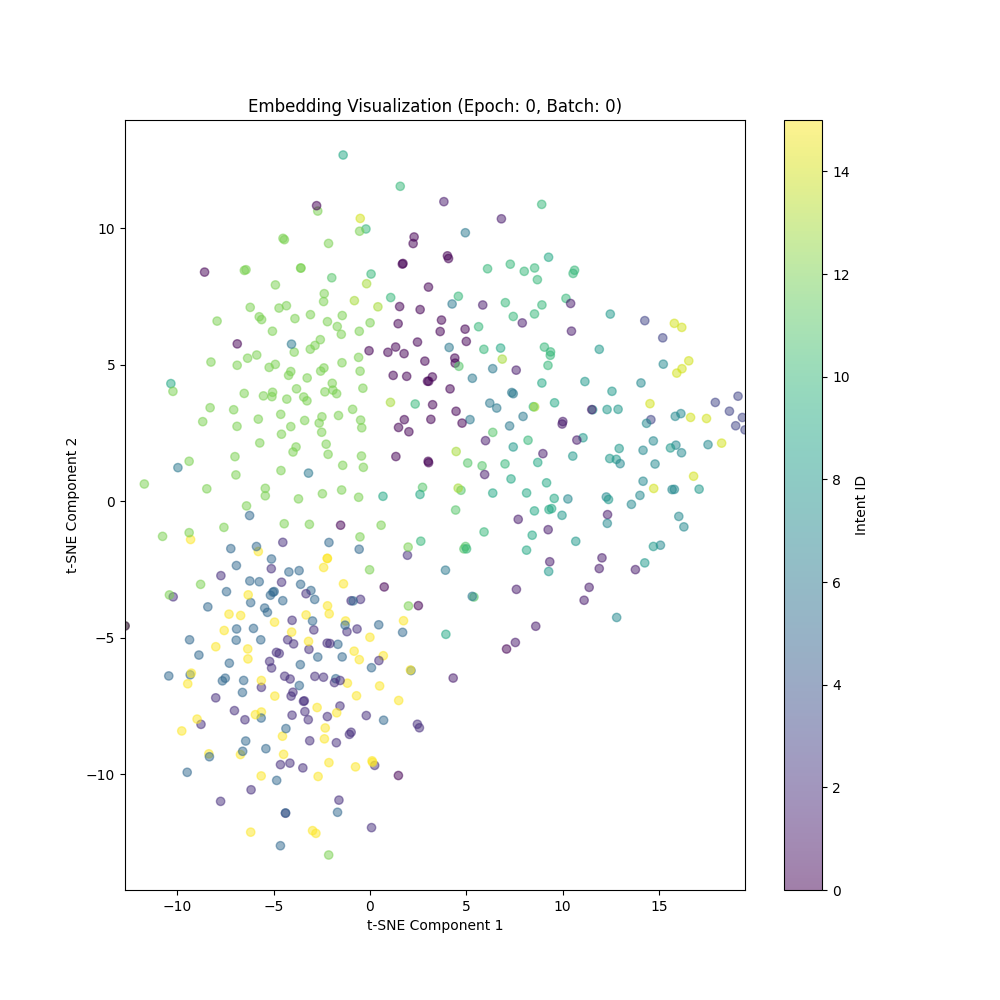 Embedding Visualization (Epoch: 0, Batch: 0)
10
5
0
−5
−10
t-SNE Component 2
−10 −5 0 5 10 15
t-SNE Component 1
14
12
10
8
6
4
2
0
Intent ID